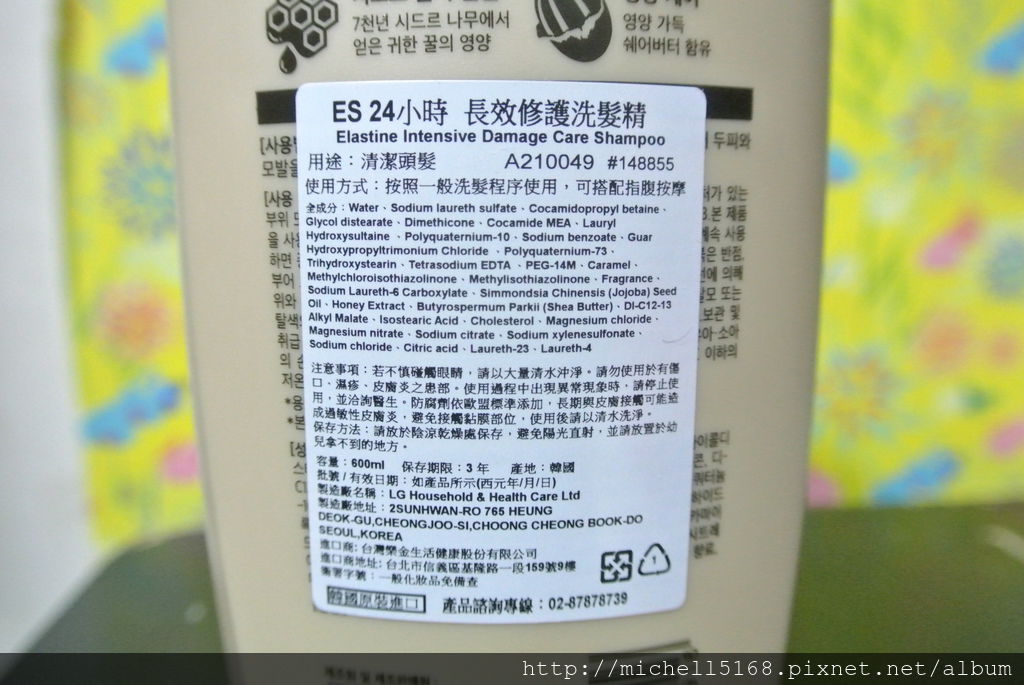 7천년 시드르 나무에서
얻은 귀한 꿀의 영양
영양 가득
쉐어버터 함유
ES 24小時 長效修護洗髮精
Elastine Intensive Damage Care Shampoo
用途：清潔頭髮 A210049 #148855
使用方式：按照一般洗髮程序使用，可搭配指腹按摩
全成分：Water、Sodium laureth sulfate、Cocamidopropyl betaine、
Glycol distearate、Dimethicone、Cocamide MEA、Lauryl
Hydroxysultaine、Polyquaternium-10、Sodium benzoate、Guar
Hydroxypropyltrimonium Chloride、Polyquaternium-73、
Trihydroxystearin、Tetrasodium EDTA、PEG-14M、Caramel、
Methylchloroisothiazolinone、Methylisothiazolinone、Fragrance、
Sodium Laureth-6 Carboxylate、Simmondsia Chinensis (Jojoba) Seed
Oil、Honey Extract、Butyrospermum Parkii (Shea Butter)、DI-C12-13
Alkyl Malate、Isostearic Acid、Cholesterol、Magnesium chloride、
Magnesium nitrate、Sodium citrate、Sodium xylenesulfonate、
Sodium chloride、Citric acid、Laureth-23、Laureth-4
注意事項：若不慎碰觸眼睛，請以大量清水沖淨。請勿使用於有傷
口、濕疹、皮膚炎之患部。使用過程中出現異常現象時，請停止使
用，並洽詢醫生。防腐劑依歐盟標準添加，長期與皮膚接觸可能造
成過敏性皮膚炎，避免接觸黏膜部位，使用後請以清水洗淨。
保存方法：請放於陰涼乾燥處保存，避免陽光直射，並請放置於幼
兒拿不到的地方。
容量：600ml 保存期限：3 年 產地：韓國
批號/有效日期：如產品所示(西元年/月/日)
製造廠名稱：LG Household & Health Care Ltd
製造廠地址：2SUNHWAN-RO 765 HEUNG
DEOK-GU,CHEONGJOO-SI,CHOONG CHEONG BOOK-DO
SEOUL,KOREA
進口商: 台灣樂金生活健康股份有限公司
進口商地址: 台北市信義區基隆路一段159號9樓
衛署字號：一般化妝品免備查
韓國原裝進口 產品諮詢專線：02-87878739
1
http://michell5168.pixnet.net/album